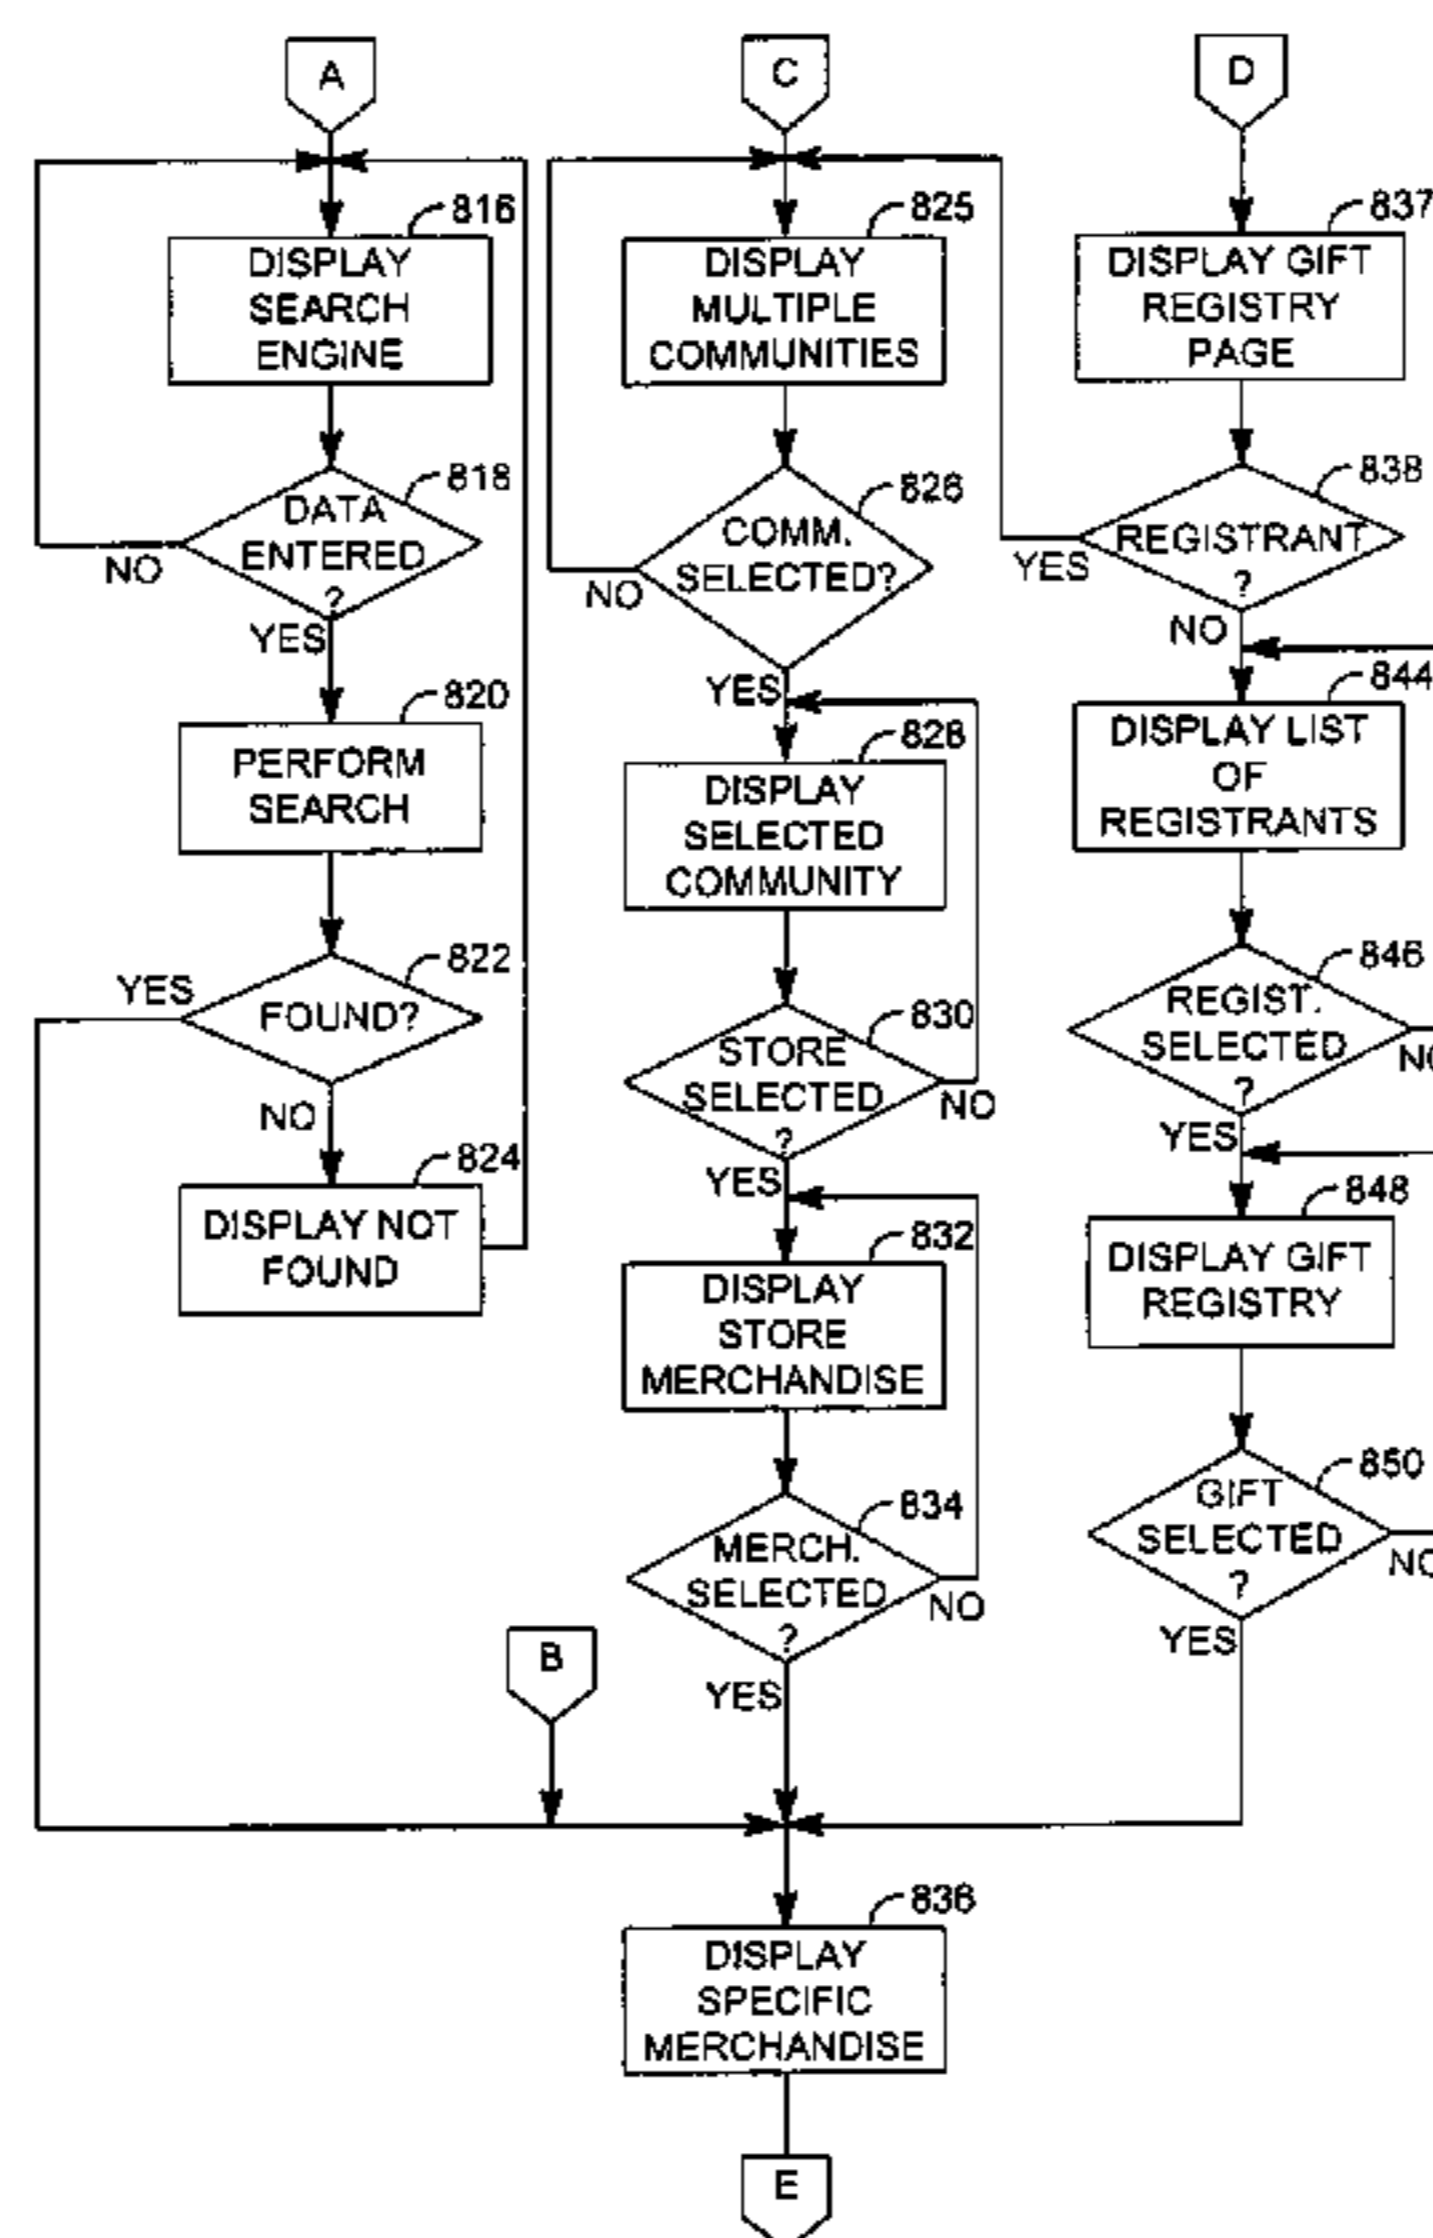 A
816
DISPLAY
SEARCH
ENGINE
818
DATA
ENTERED
?
NO
YES
820
PERFORM
SEARCH
822
YES
FOUND?
NO
824
DISPLAY NOT
FOUND
B
C
825
DISPLAY
MULTIPLE
COMMUNITIES
826
COMM.
SELECTED?
NO
YES
828
DISPLAY
SELECTED
COMMUNITY
830
STORE
SELECTED
?
NO
YES
832
DISPLAY
STORE
MERCHANDISE
834
MERCH.
SELECTED
?
NO
YES
836
DISPLAY
SPECIFIC
MERCHANDISE
E
D
837
DISPLAY GIFT
REGISTRY
PAGE
838
REGISTRANT
?
YES
NO
844
DISPLAY LIST
OF
REGISTRANTS
846
REGIST.
SELECTED
?
NO
YES
848
DISPLAY GIFT
REGISTRY
850
GIFT
SELECTED
?
NO
YES